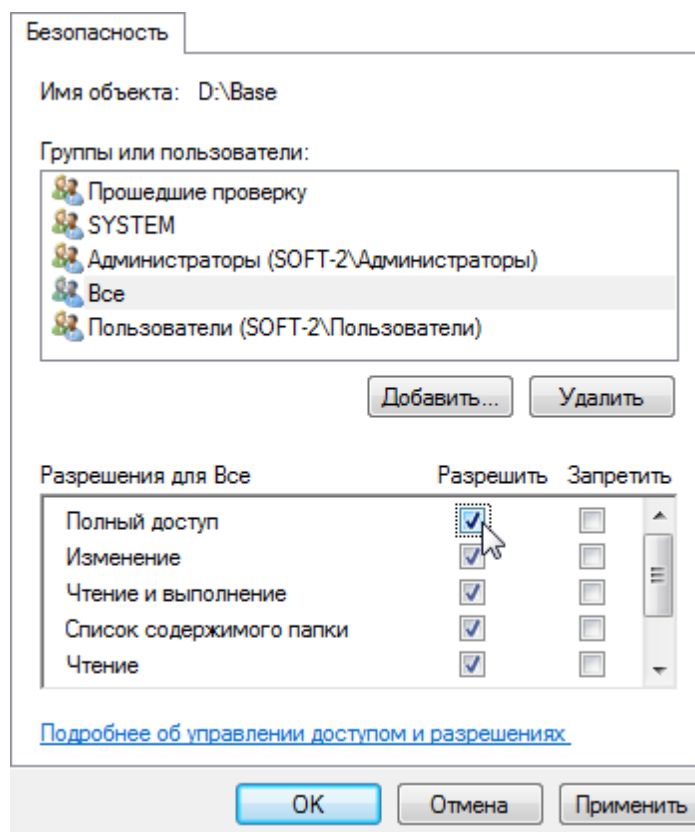 Безопасность
Имя объекта: D:\Base
Группы или пользователи:
Прошедшие проверку
SYSTEM
Администраторы (SOFT-2\Администраторы)
Все
Пользователи (SOFT-2\Пользователи)
Добавить... Удалить
Разрешения для Все Разрешить Запретить
Полный доступ
Изменение
Чтение и выполнение
Список содержимого папки
Чтение
Подробнее об управлении доступом и разрешениях
ОК Отмена Применить